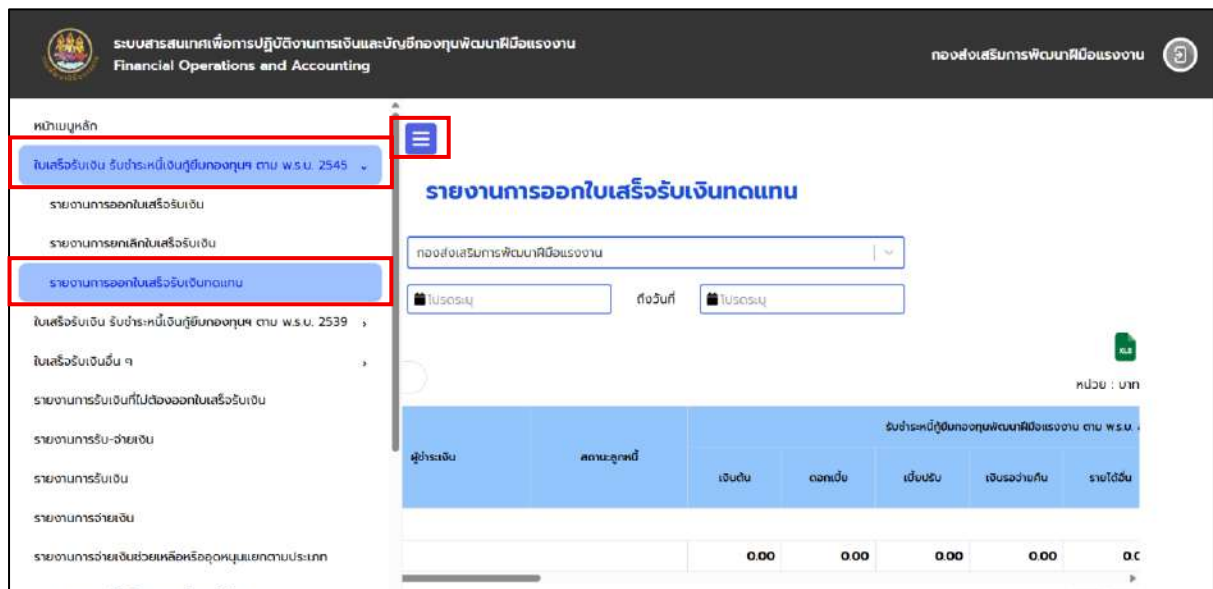 ระบบสารสนเทศเพื่อการปฏิบัติงานการเงินและบัญชีกองทุนพัฒนาฝีมือแรงงาน
Financial Operations and Accounting
กองส่งเสริมการพัฒนาฝีมือแรงงาน
หน้าเมนูหลัก
ใบเสร็จรับเงิน รับชำระหนี้เงินกู้ยืมกองทุนฯ ตาม พ.ร.บ. 2545
รายงานการออกใบเสร็จรับเงิน
รายงานการยกเลิกใบเสร็จรับเงิน
รายงานการออกใบเสร็จรับเงินทดแทน
ใบเสร็จรับเงิน รับชำระหนี้เงินกู้ยืมกองทุนฯ ตาม พ.ร.บ. 2539
ใบเสร็จรับเงินอื่น ๆ
รายงานการรับเงินที่ไม่ต้องออกใบเสร็จรับเงิน
รายงานการรับ-จ่ายเงิน
รายงานการรับเงิน
รายงานการจ่ายเงิน
รายงานการจ่ายเงินช่วยเหลือหรืออุดหนุนแยกตามประเภท
รายงานการออกใบเสร็จรับเงินทดแทน
กองส่งเสริมการพัฒนาฝีมือแรงงาน
โปรดระบุ ถึงวันที่ โปรดระบุ
XLS
หน่วย : บาท
รับชำระหนี้กู้ยืมกองทุนพัฒนาฝีมือแรงงาน ตาม พ.ร.บ.
ผู้ชำระเงิน สถานะลูกหนี้ เงินต้น ดอกเบี้ย เบี้ยปรับ เงินรอจ่ายคืน รายได้อื่น
0.00 0.00 0.00 0.00